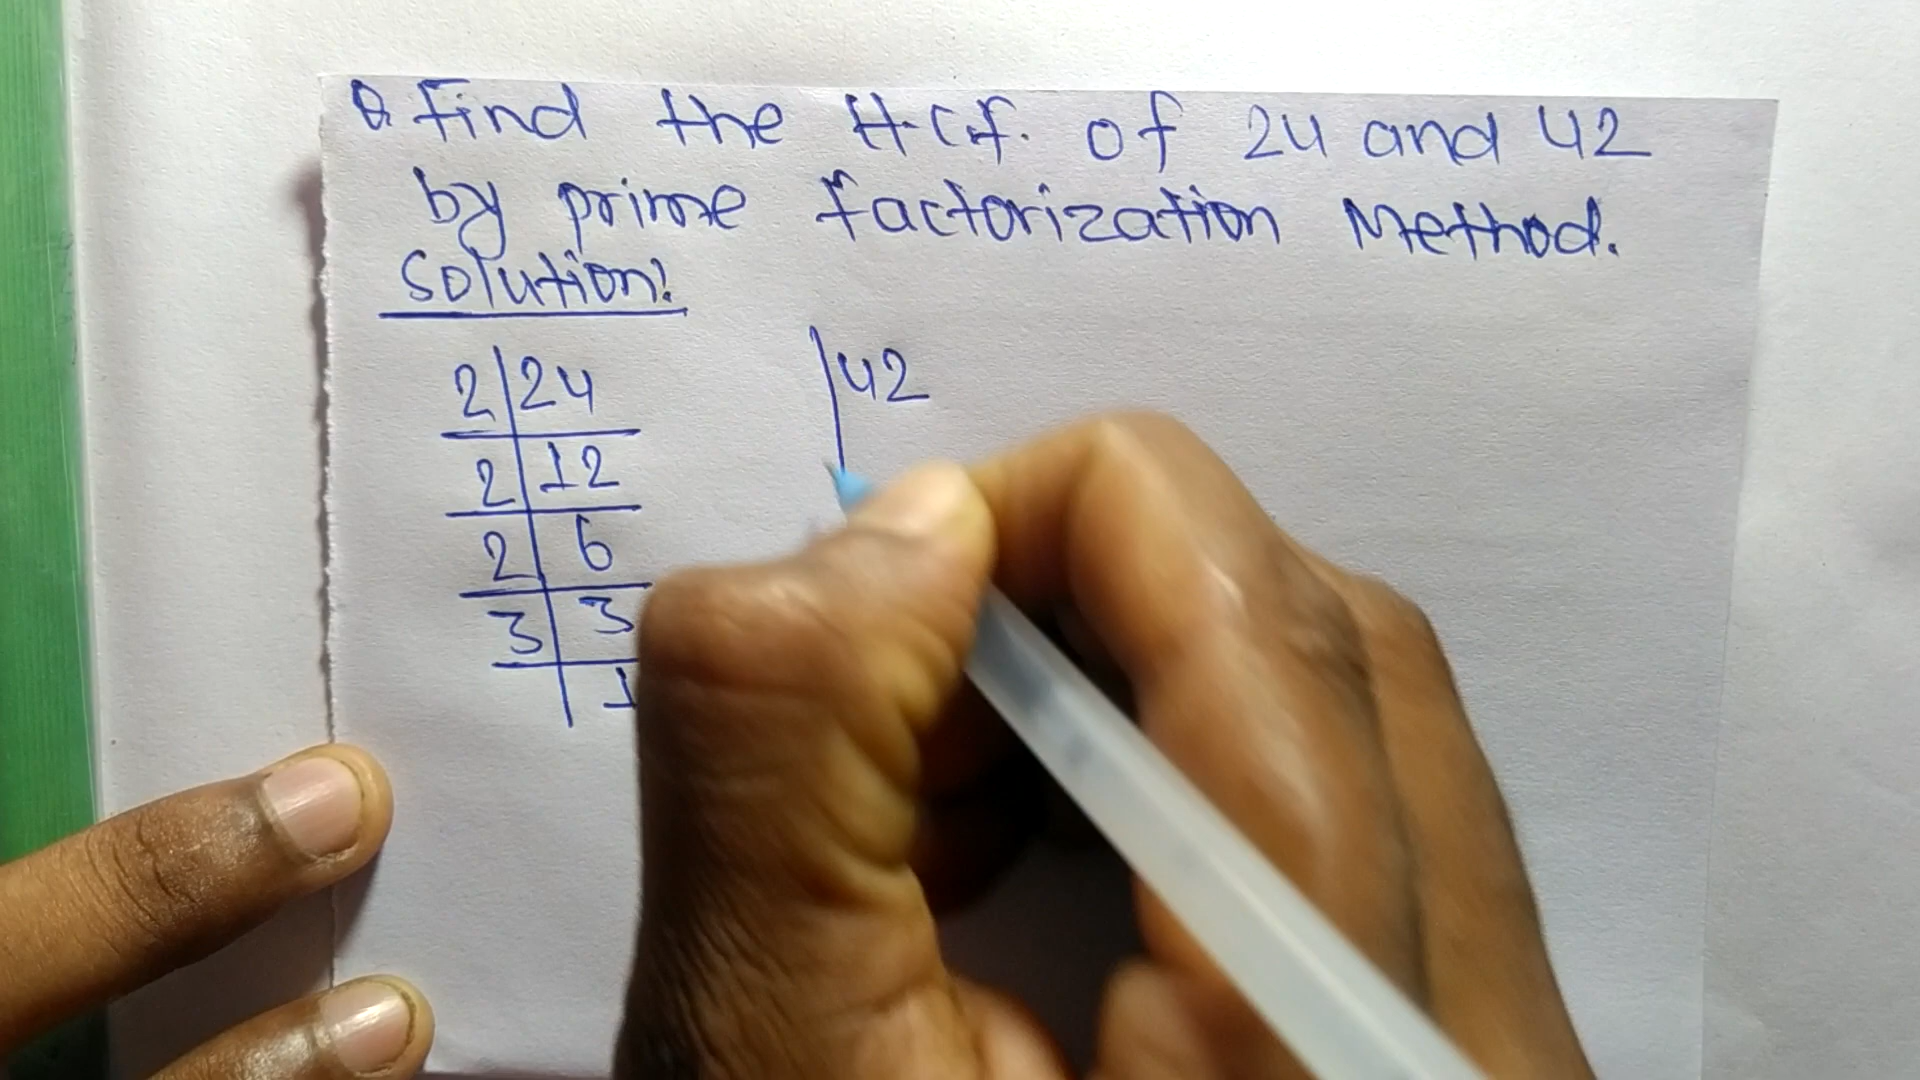 Q Find the H.C.f. of 24 and 42
by prime factorization Method.
Solution:
2 | 24
2 | 12
2 | 6
3 | 3
| 1
| 42